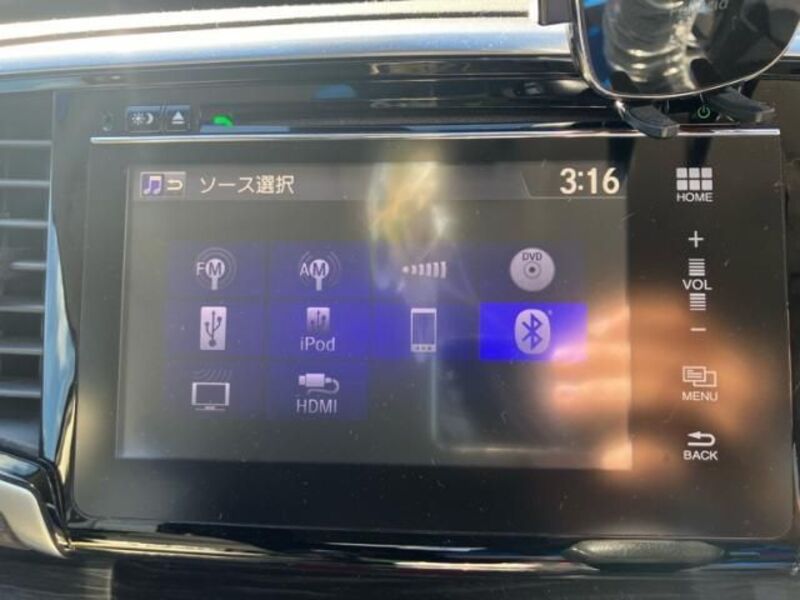 ソース選択
3:16
HOME
+
VOL
-
FM
AM
DVD
iPod
HDMI
MENU
BACK